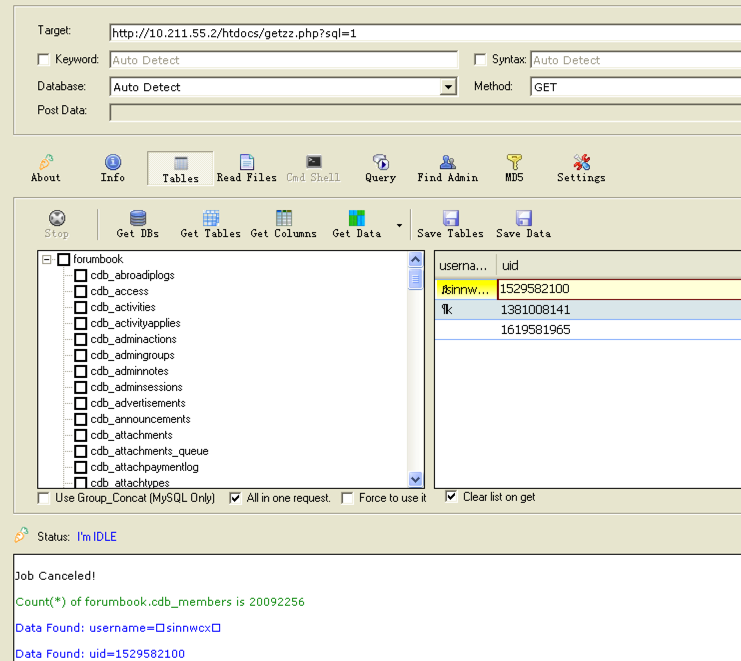 Target: http://10.211.55.2/htdocs/getzz.php?sql=1
Keyword: Auto Detect Syntax: Auto Detect
Database: Auto Detect Method: GET
Post Data:
About Info Tables Read Files Cmd Shell Query Find Admin MD5 Settings
Stop Get DBs Get Tables Get Columns Get Data Save Tables Save Data
forumbook
cdb_abroadiplogs
cdb_access
cdb_activities
cdb_activityapplies
cdb_adminactions
cdb_admingroups
cdb_adminnotes
cdb_adminsessions
cdb_advertisements
cdb_announcements
cdb_attachments
cdb_attachments_queue
cdb_attachpaymentlog
cdb_attachtypes
userna... uid
1529582100
¶k 1381008141
1619581965
Use Group_Concat (MySQL Only) All in one request. Force to use it Clear list on get
Status: I'm IDLE
Job Canceled!
Count(*) of forumbook.cdb_members is 20092256
Data Found: username=□sinnwcx□
Data Found: uid=1529582100